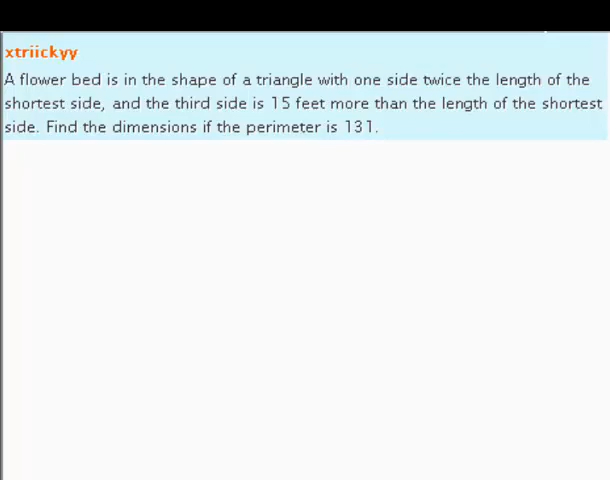 xtriickyy
A flower bed is in the shape of a triangle with one side twice the length of the
shortest side, and the third side is 15 feet more than the length of the shortest
side. Find the dimensions if the perimeter is 131.